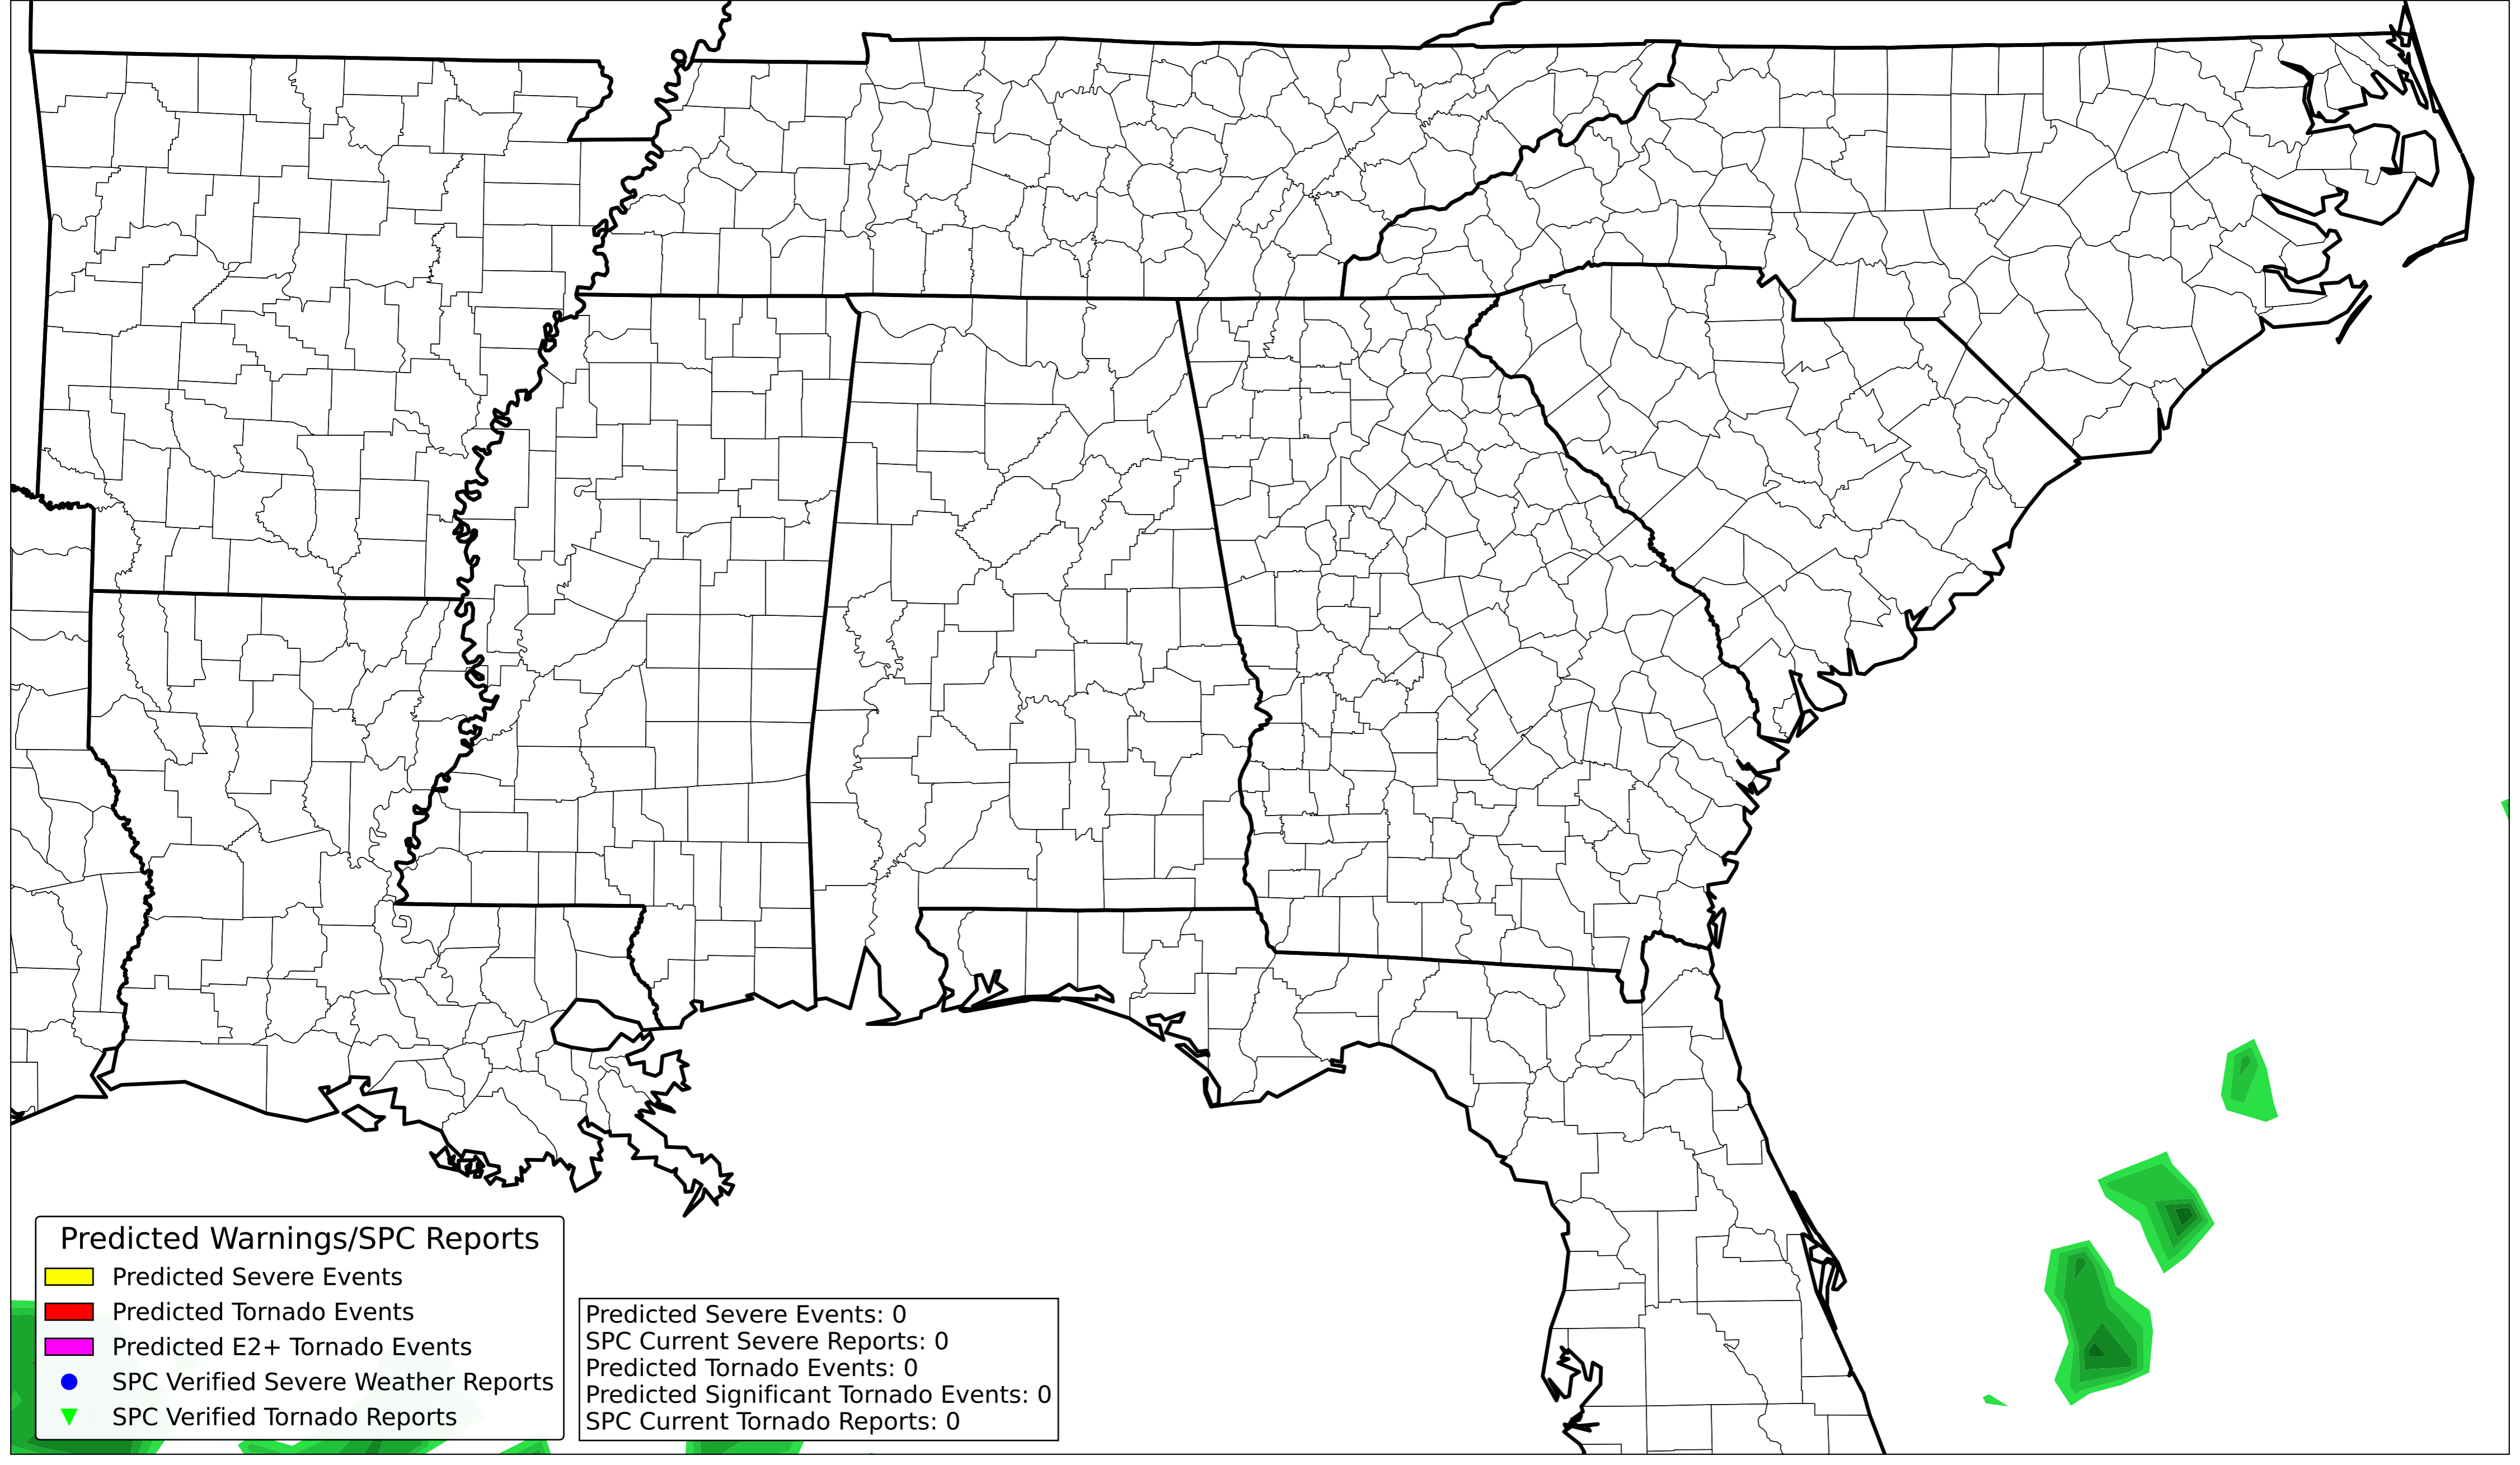 Predicted Warnings/SPC Reports
Predicted Severe Events
Predicted Tornado Events
Predicted E2+ Tornado Events
SPC Verified Severe Weather Reports
SPC Verified Tornado Reports
Predicted Severe Events: 0
SPC Current Severe Reports: 0
Predicted Tornado Events: 0
Predicted Significant Tornado Events: 0
SPC Current Tornado Reports: 0